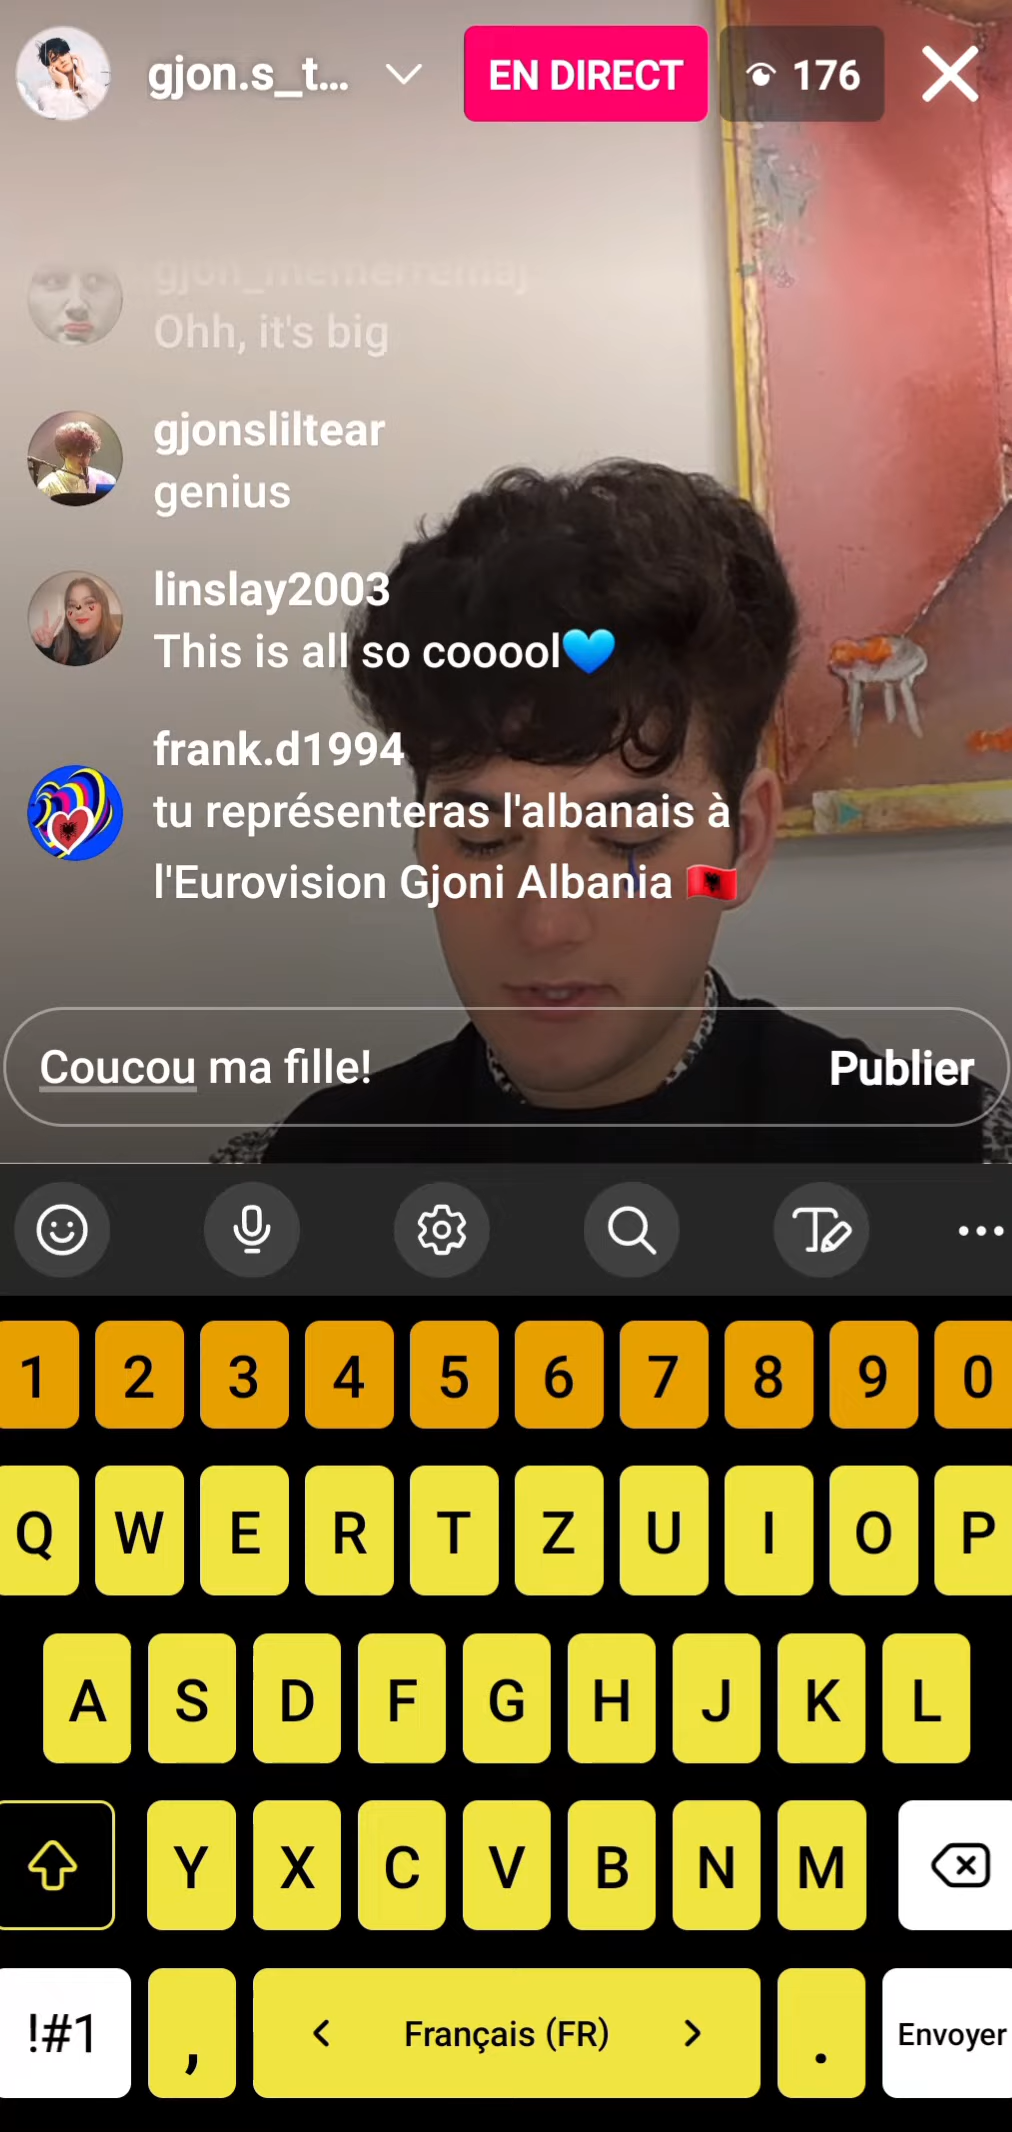 gjon.s_t...
EN DIRECT
176
Ohh, it's big
gjonsliltear
genius
linslay2003
This is all so cooool💙
frank.d1994
tu représenteras l'albanais à
l'Eurovision Gjoni Albania 🇦🇱
Coucou ma fille!
Publier
1 2 3 4 5 6 7 8 9 0
Q W E R T Z U I O P
A S D F G H J K L
Y X C V B N M
!#1 , < Français (FR) > . Envoyer